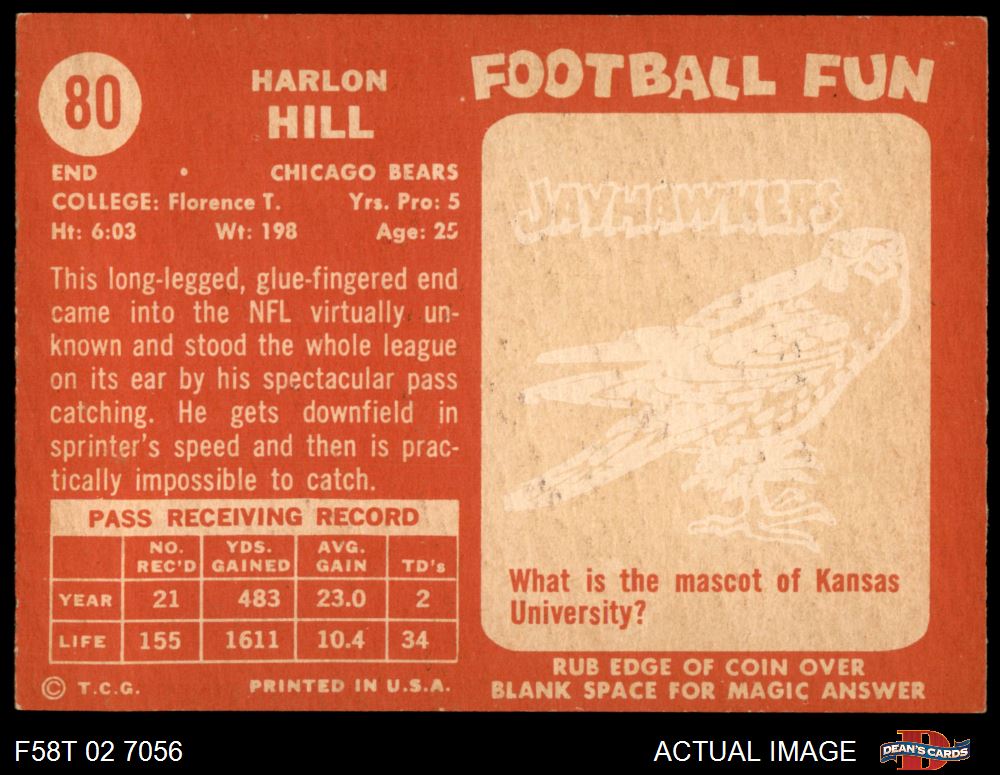 80
HARLON
HILL
END • CHICAGO BEARS
COLLEGE: Florence T. Yrs. Pro: 5
Ht: 6:03 Wt: 198 Age: 25
This long-legged, glue-fingered end
came into the NFL virtually un-
known and stood the whole league
on its ear by his spectacular pass
catching. He gets downfield in
sprinter's speed and then is prac-
tically impossible to catch.
PASS RECEIVING RECORD
NO. REC'D YDS. GAINED AVG. GAIN TD's
YEAR 21 483 23.0 2
LIFE 155 1611 10.4 34
© T.C.G. PRINTED IN U.S.A.
FOOTBALL FUN
JAYHAWKERS
What is the mascot of Kansas
University?
RUB EDGE OF COIN OVER
BLANK SPACE FOR MAGIC ANSWER
F58T 02 7056 ACTUAL IMAGE
D
DEAN'S CARDS